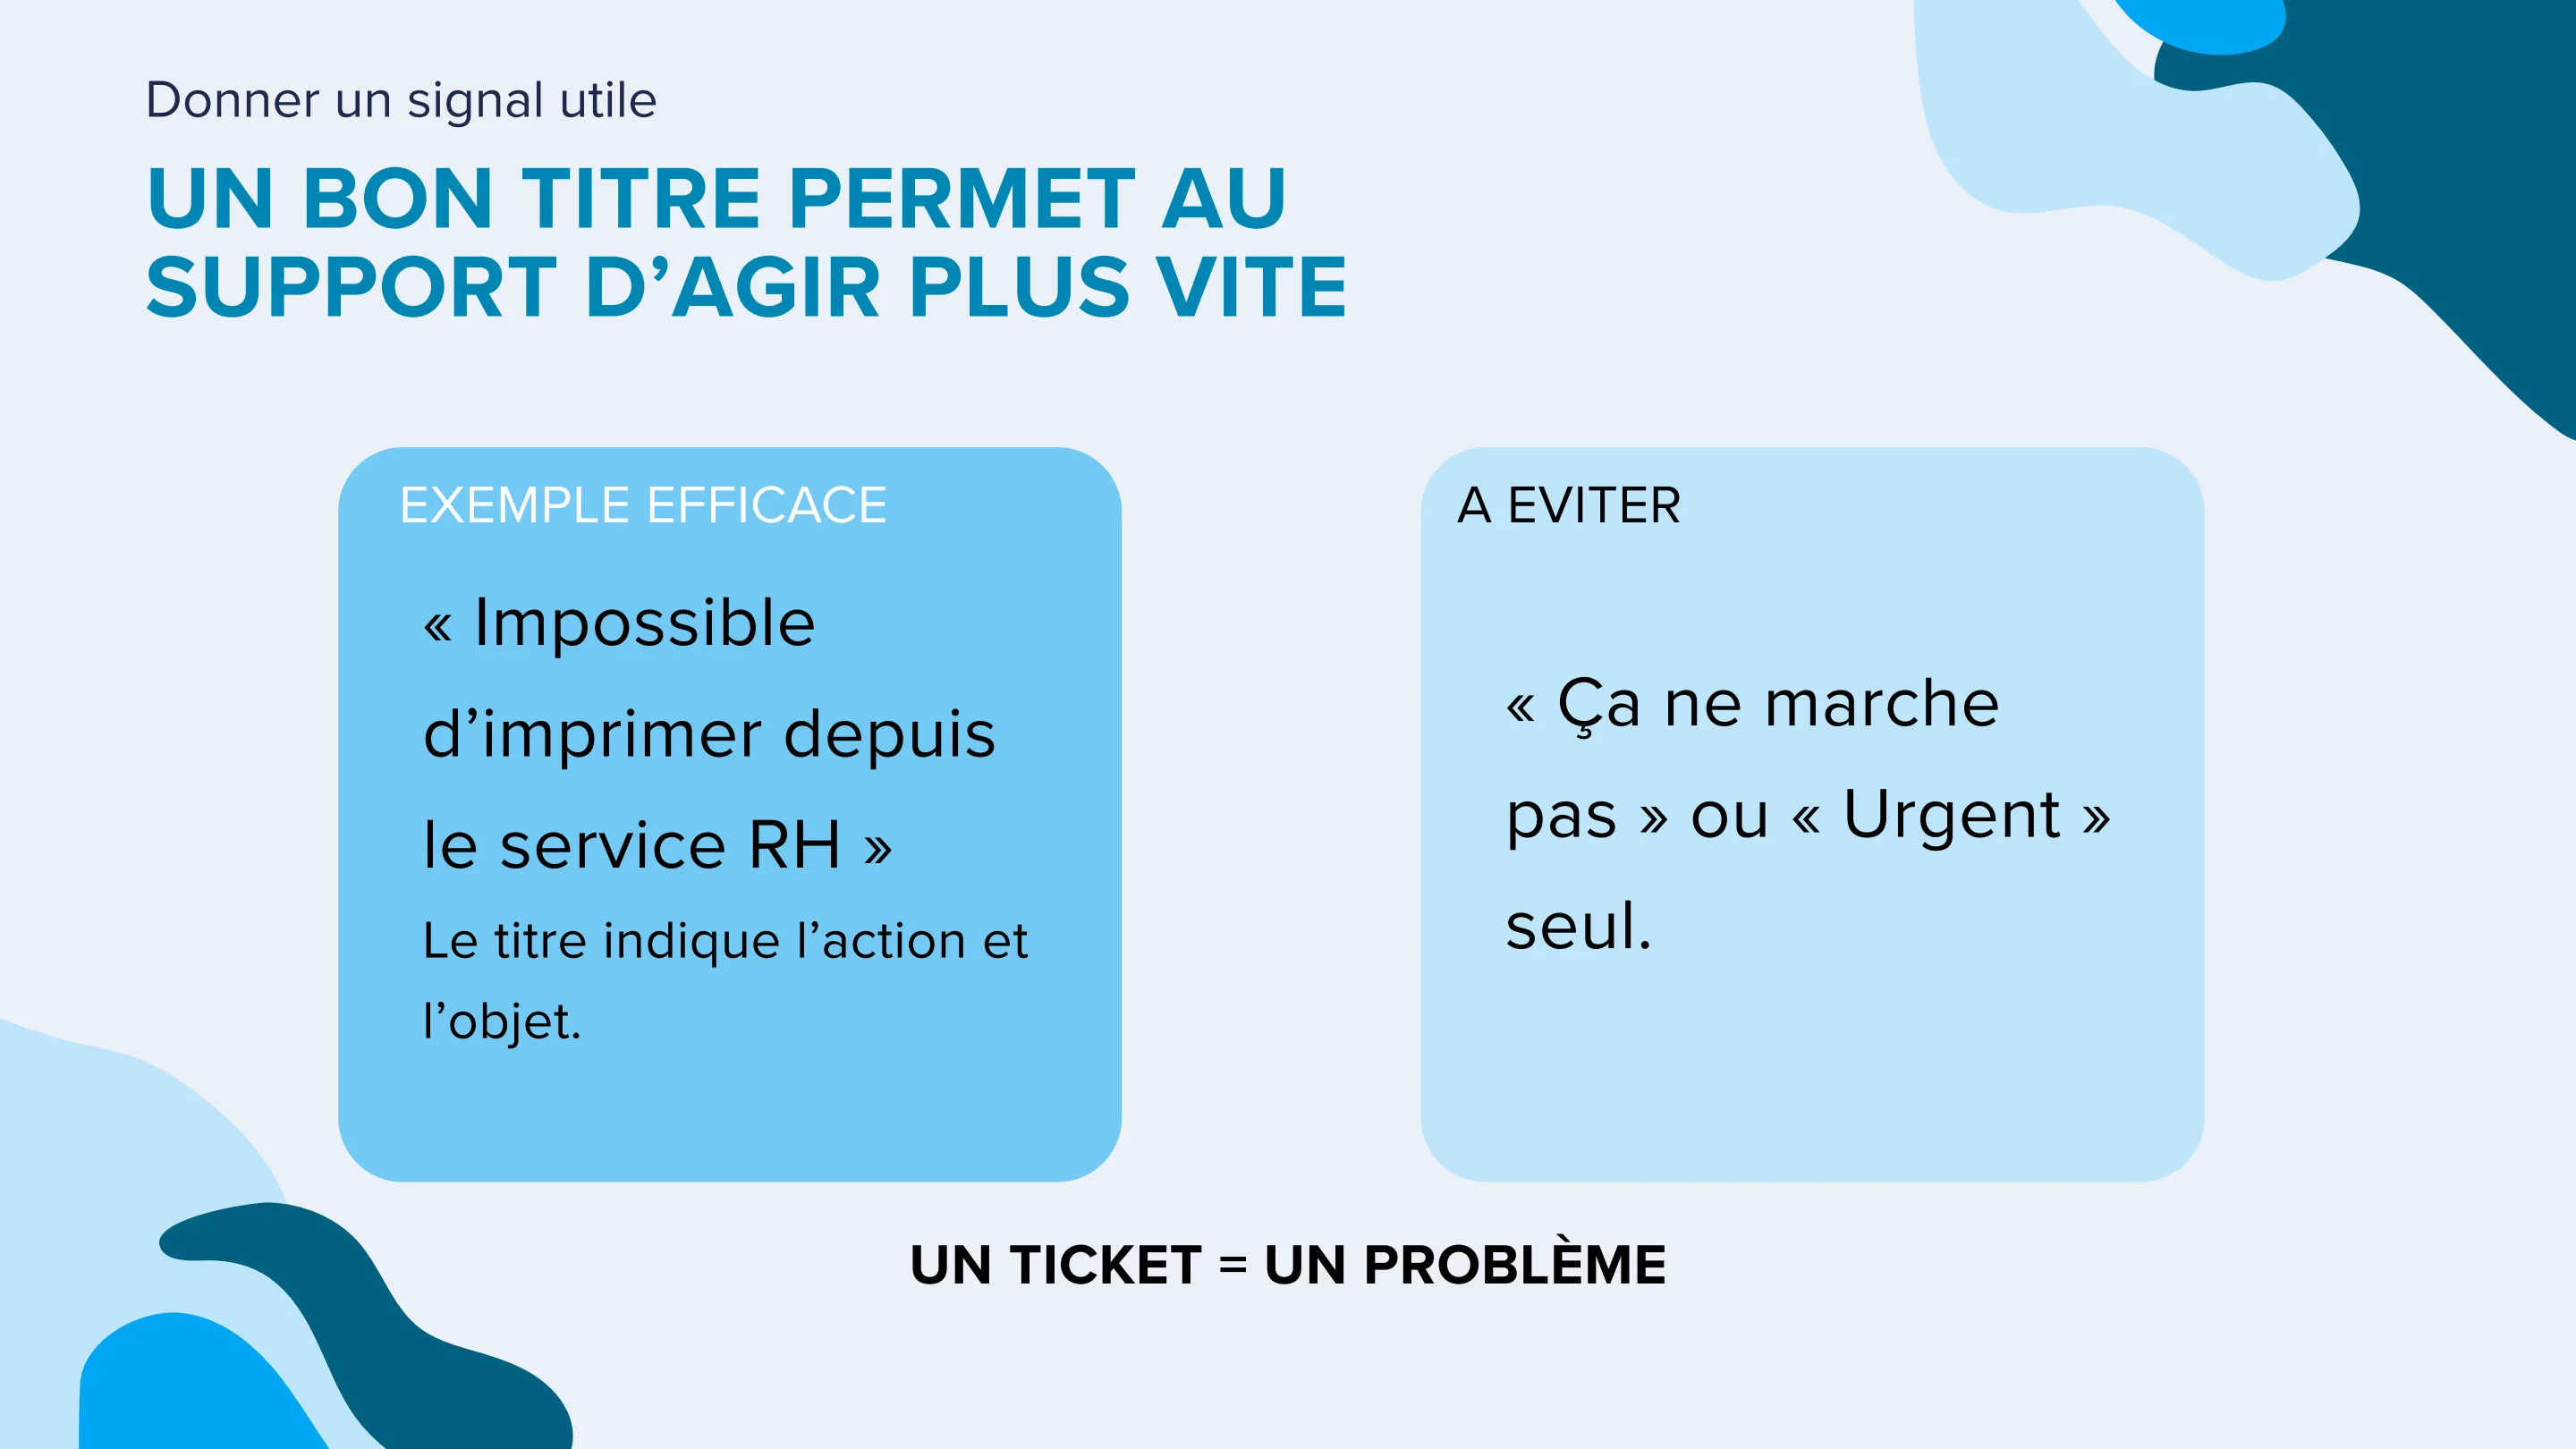 Donner un signal utile
UN BON TITRE PERMET AU
SUPPORT D’AGIR PLUS VITE
EXEMPLE EFFICACE
« Impossible
d’imprimer depuis
le service RH »
Le titre indique l’action et
l’objet.
A EVITER
« Ça ne marche
pas » ou « Urgent »
seul.
UN TICKET = UN PROBLÈME